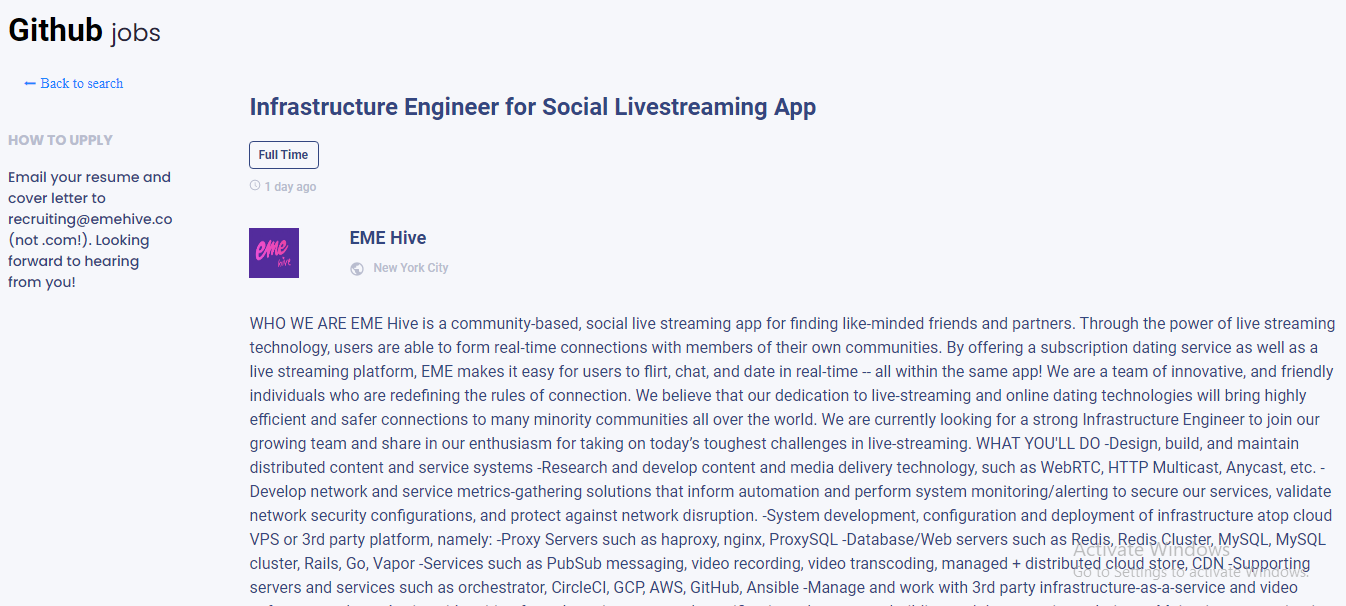 Github jobs
← Back to search
HOW TO UPPLY
Email your resume and
cover letter to
recruiting@emehive.co
(not .com!). Looking
forward to hearing
from you!
Infrastructure Engineer for Social Livestreaming App
Full Time
1 day ago
eme
hive
EME Hive
New York City
WHO WE ARE EME Hive is a community-based, social live streaming app for finding like-minded friends and partners. Through the power of live streaming
technology, users are able to form real-time connections with members of their own communities. By offering a subscription dating service as well as a
live streaming platform, EME makes it easy for users to flirt, chat, and date in real-time -- all within the same app! We are a team of innovative, and friendly
individuals who are redefining the rules of connection. We believe that our dedication to live-streaming and online dating technologies will bring highly
efficient and safer connections to many minority communities all over the world. We are currently looking for a strong Infrastructure Engineer to join our
growing team and share in our enthusiasm for taking on today’s toughest challenges in live-streaming. WHAT YOU'LL DO -Design, build, and maintain
distributed content and service systems -Research and develop content and media delivery technology, such as WebRTC, HTTP Multicast, Anycast, etc. -
Develop network and service metrics-gathering solutions that inform automation and perform system monitoring/alerting to secure our services, validate
network security configurations, and protect against network disruption. -System development, configuration and deployment of infrastructure atop cloud
VPS or 3rd party platform, namely: -Proxy Servers such as haproxy, nginx, ProxySQL -Database/Web servers such as Redis, Redis Cluster, MySQL, MySQL
cluster, Rails, Go, Vapor -Services such as PubSub messaging, video recording, video transcoding, managed + distributed cloud store, CDN -Supporting
servers and services such as orchestrator, CircleCI, GCP, AWS, GitHub, Ansible -Manage and work with 3rd party infrastructure-as-a-service and video
Activate Windows
Go to Settings to activate Windows.